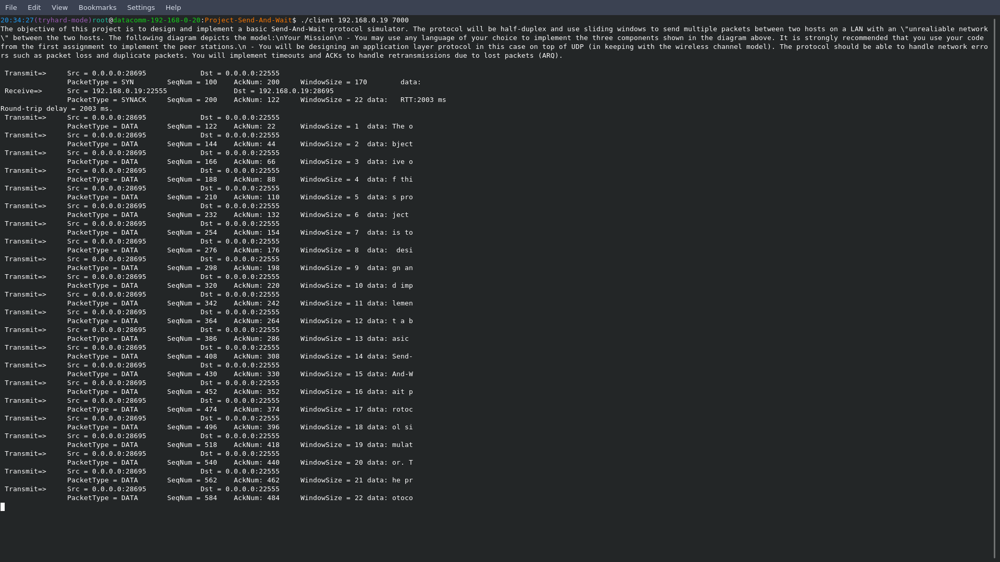 File Edit View Bookmarks Settings Help
20:34:27(tryhard-mode)root@datacomm-192-168-0-20:Project-Send-And-Wait$ ./client 192.168.0.19 7000
The objective of this project is to design and implement a basic Send-And-Wait protocol simulator. The protocol will be half-duplex and use sliding windows to send multiple packets between two hosts on a LAN with an \"unrealiable network
\" between the two hosts. The following diagram depicts the model:\nYour Mission\n - You may use any language of your choice to implement the three components shown in the diagram above. It is strongly recommended that you use your code
from the first assignment to implement the peer stations.\n - You will be designing an application layer protocol in this case on top of UDP (in keeping with the wireless channel model). The protocol should be able to handle network erro
rs such as packet loss and duplicate packets. You will implement timeouts and ACKs to handle retransmissions due to lost packets (ARQ).
Transmit=> Src = 0.0.0.0:28695 Dst = 0.0.0.0:22555
PacketType = SYN SeqNum = 100 AckNum: 200 WindowSize = 170 data:
Receive=> Src = 192.168.0.19:22555 Dst = 192.168.0.19:28695
PacketType = SYNACK SeqNum = 200 AckNum: 122 WindowSize = 22 data: RTT:2003 ms
Round-trip delay = 2003 ms.
Transmit=> Src = 0.0.0.0:28695 Dst = 0.0.0.0:22555
PacketType = DATA SeqNum = 122 AckNum: 22 WindowSize = 1 data: The o
Transmit=> Src = 0.0.0.0:28695 Dst = 0.0.0.0:22555
PacketType = DATA SeqNum = 144 AckNum: 44 WindowSize = 2 data: bject
Transmit=> Src = 0.0.0.0:28695 Dst = 0.0.0.0:22555
PacketType = DATA SeqNum = 166 AckNum: 66 WindowSize = 3 data: ive o
Transmit=> Src = 0.0.0.0:28695 Dst = 0.0.0.0:22555
PacketType = DATA SeqNum = 188 AckNum: 88 WindowSize = 4 data: f thi
Transmit=> Src = 0.0.0.0:28695 Dst = 0.0.0.0:22555
PacketType = DATA SeqNum = 210 AckNum: 110 WindowSize = 5 data: s pro
Transmit=> Src = 0.0.0.0:28695 Dst = 0.0.0.0:22555
PacketType = DATA SeqNum = 232 AckNum: 132 WindowSize = 6 data: ject
Transmit=> Src = 0.0.0.0:28695 Dst = 0.0.0.0:22555
PacketType = DATA SeqNum = 254 AckNum: 154 WindowSize = 7 data: is to
Transmit=> Src = 0.0.0.0:28695 Dst = 0.0.0.0:22555
PacketType = DATA SeqNum = 276 AckNum: 176 WindowSize = 8 data:  desi
Transmit=> Src = 0.0.0.0:28695 Dst = 0.0.0.0:22555
PacketType = DATA SeqNum = 298 AckNum: 198 WindowSize = 9 data: gn an
Transmit=> Src = 0.0.0.0:28695 Dst = 0.0.0.0:22555
PacketType = DATA SeqNum = 320 AckNum: 220 WindowSize = 10 data: d imp
Transmit=> Src = 0.0.0.0:28695 Dst = 0.0.0.0:22555
PacketType = DATA SeqNum = 342 AckNum: 242 WindowSize = 11 data: lemen
Transmit=> Src = 0.0.0.0:28695 Dst = 0.0.0.0:22555
PacketType = DATA SeqNum = 364 AckNum: 264 WindowSize = 12 data: t a b
Transmit=> Src = 0.0.0.0:28695 Dst = 0.0.0.0:22555
PacketType = DATA SeqNum = 386 AckNum: 286 WindowSize = 13 data: asic
Transmit=> Src = 0.0.0.0:28695 Dst = 0.0.0.0:22555
PacketType = DATA SeqNum = 408 AckNum: 308 WindowSize = 14 data: Send-
Transmit=> Src = 0.0.0.0:28695 Dst = 0.0.0.0:22555
PacketType = DATA SeqNum = 430 AckNum: 330 WindowSize = 15 data: And-W
Transmit=> Src = 0.0.0.0:28695 Dst = 0.0.0.0:22555
PacketType = DATA SeqNum = 452 AckNum: 352 WindowSize = 16 data: ait p
Transmit=> Src = 0.0.0.0:28695 Dst = 0.0.0.0:22555
PacketType = DATA SeqNum = 474 AckNum: 374 WindowSize = 17 data: rotoc
Transmit=> Src = 0.0.0.0:28695 Dst = 0.0.0.0:22555
PacketType = DATA SeqNum = 496 AckNum: 396 WindowSize = 18 data: ol si
Transmit=> Src = 0.0.0.0:28695 Dst = 0.0.0.0:22555
PacketType = DATA SeqNum = 518 AckNum: 418 WindowSize = 19 data: mulat
Transmit=> Src = 0.0.0.0:28695 Dst = 0.0.0.0:22555
PacketType = DATA SeqNum = 540 AckNum: 440 WindowSize = 20 data: or. T
Transmit=> Src = 0.0.0.0:28695 Dst = 0.0.0.0:22555
PacketType = DATA SeqNum = 562 AckNum: 462 WindowSize = 21 data: he pr
Transmit=> Src = 0.0.0.0:28695 Dst = 0.0.0.0:22555
PacketType = DATA SeqNum = 584 AckNum: 484 WindowSize = 22 data: otoco